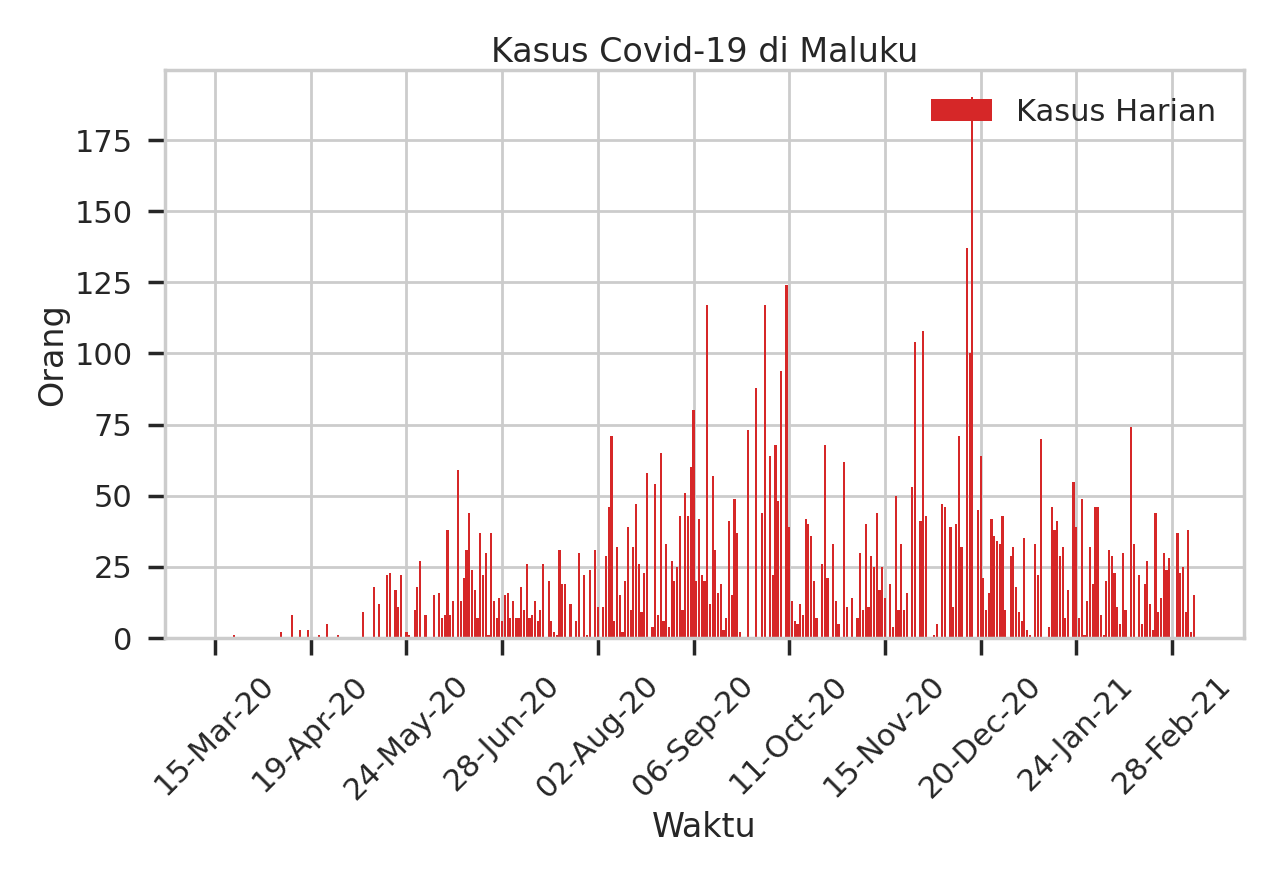 Kasus Covid-19 di Maluku
Kasus Harian
Orang
175
150
125
100
75
50
25
0
15-Mar-20
19-Apr-20
24-May-20
28-Jun-20
02-Aug-20
06-Sep-20
11-Oct-20
15-Nov-20
20-Dec-20
24-Jan-21
28-Feb-21
Waktu